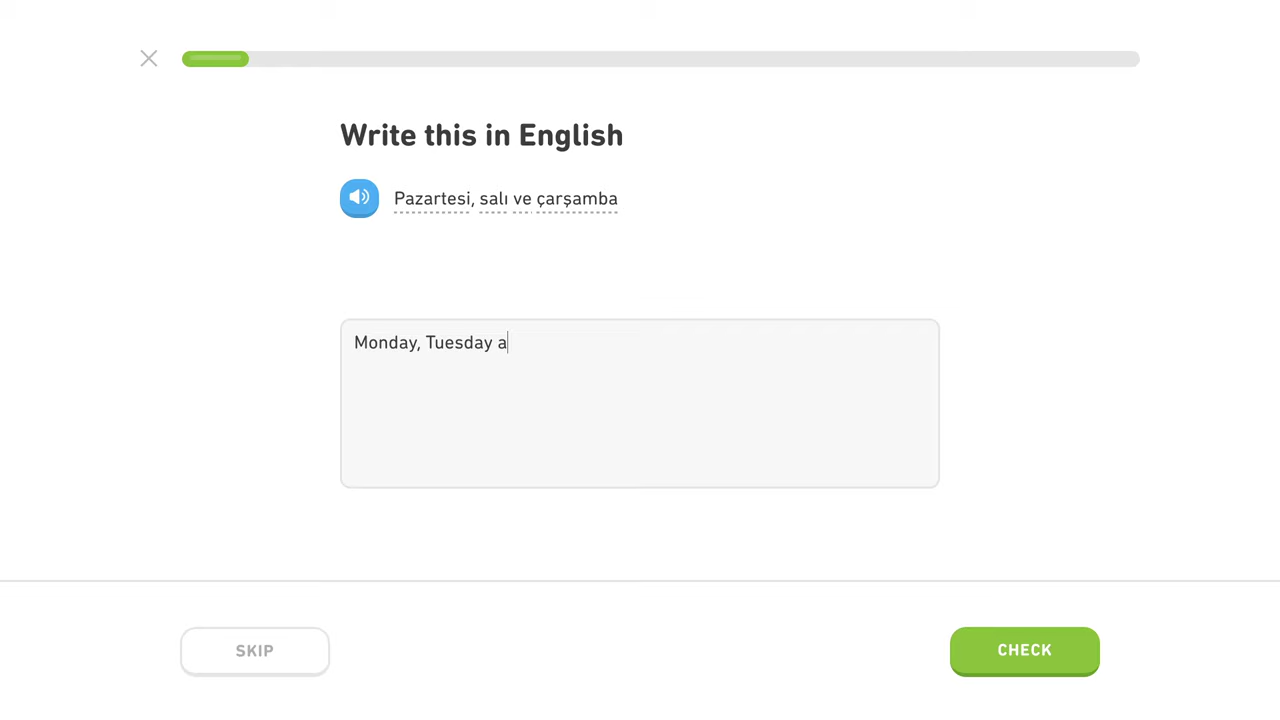 Write this in English
Pazartesi, salı ve çarşamba
Monday, Tuesday a
SKIP
CHECK